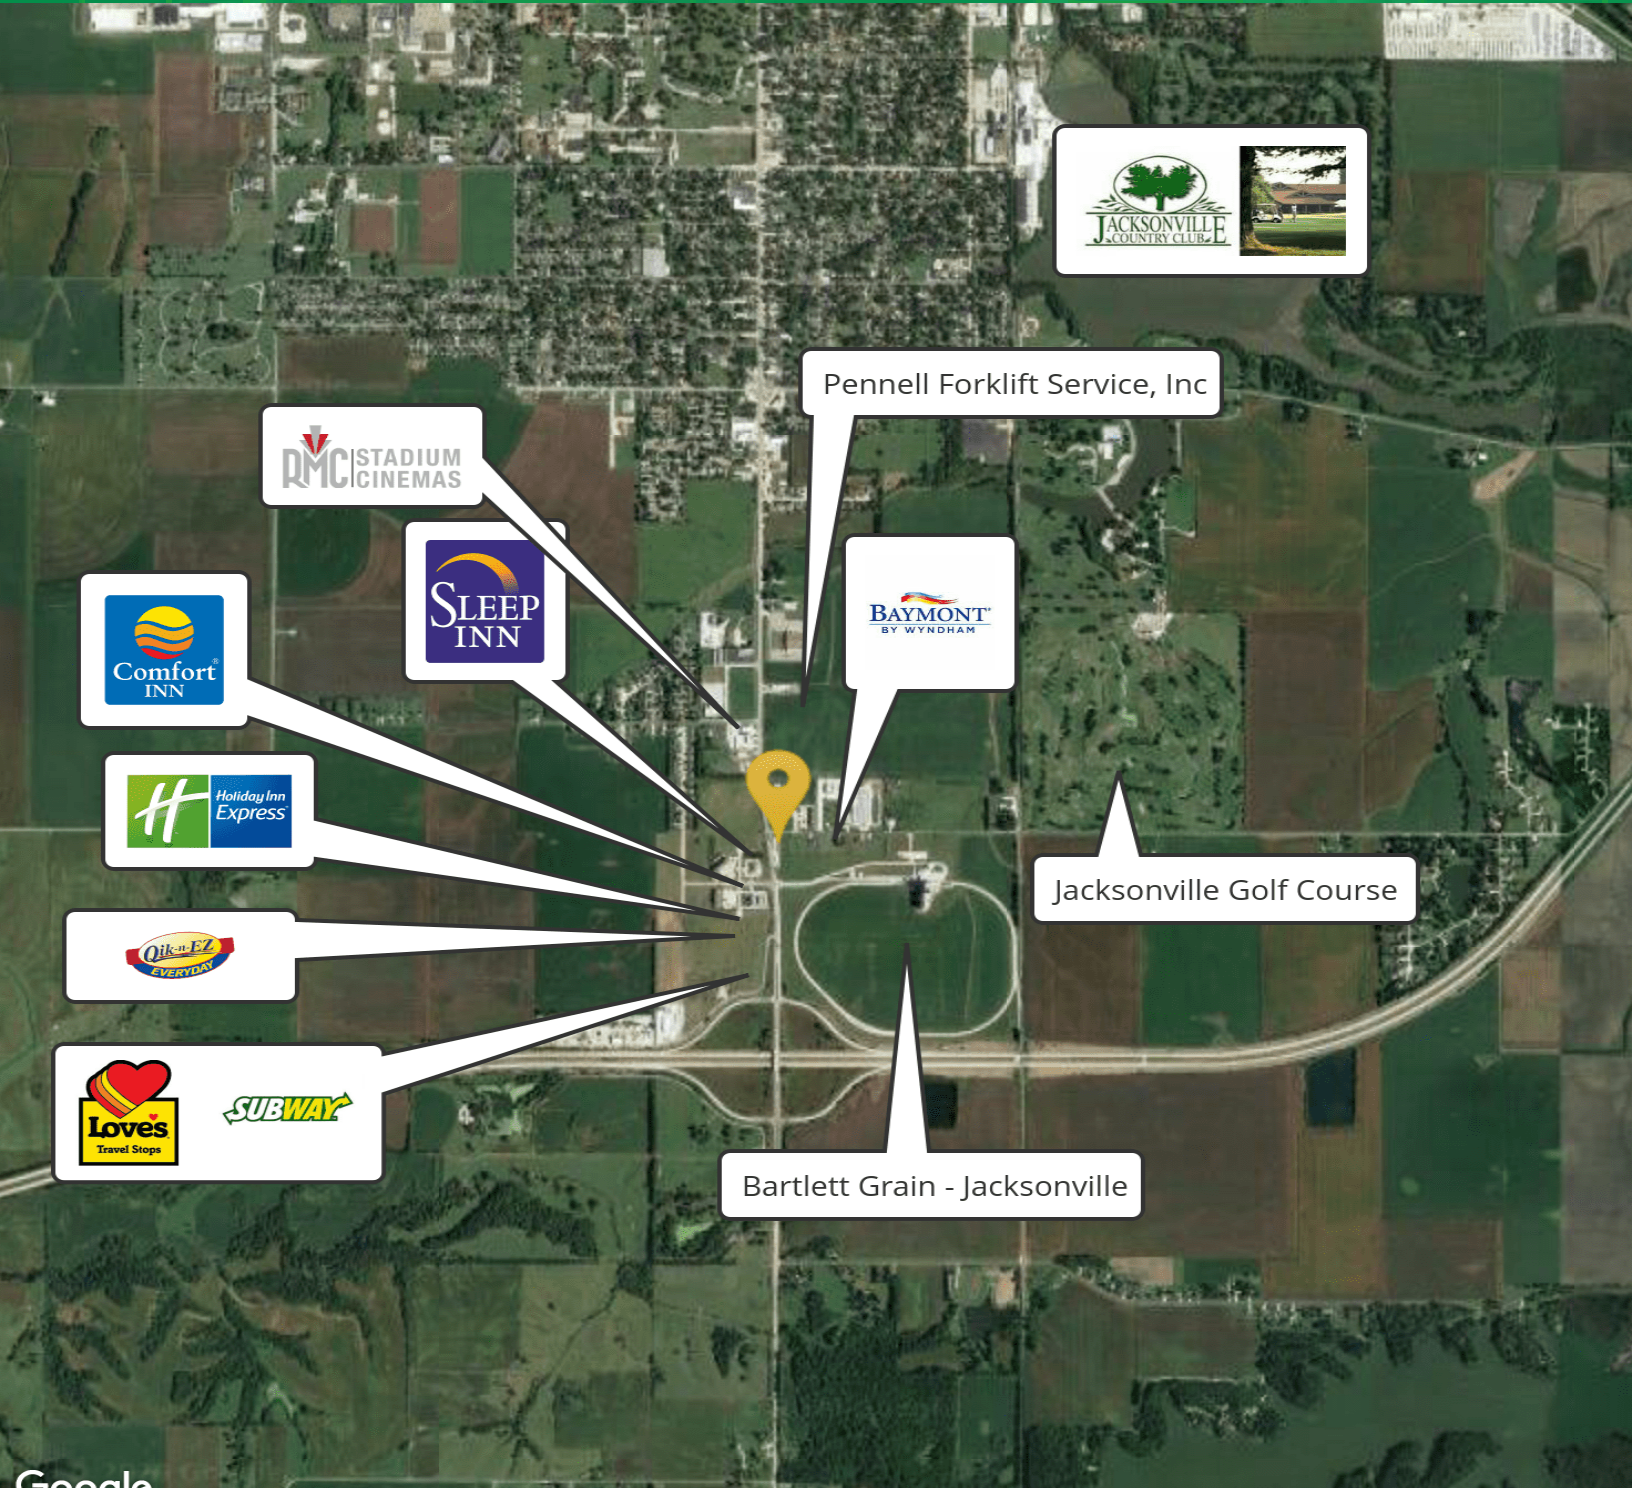 JACKSONVILLE
COUNTRY CLUB
Pennell Forklift Service, Inc
RMC STADIUM
CINEMAS
SLEEP
INN
BAYMONT
BY WYNDHAM
Comfort
INN
Holiday Inn
Express
Jacksonville Golf Course
Qik-n-EZ
EVERYDAY
Love's
Travel Stops
SUBWAY
Bartlett Grain - Jacksonville
Google